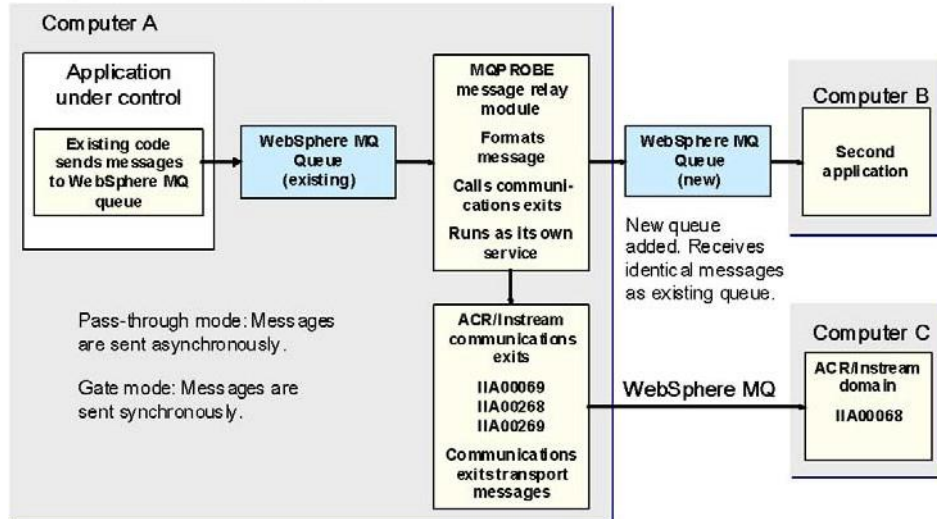 Computer A
Application
under control
Existing code
sends messages
to WebSphere MQ
queue
WebSphere MQ
Queue
(existing)
MQPROBE
message relay
module
Formats
message
Calls communi-
cations exits
Runs as its own
service
WebSphere MQ
Queue
(new)
New queue
added. Receives
identical messages
as existing queue.
Computer B
Second
application
Pass-through mode: Messages
are sent asynchronously.
Gate mode: Messages are
sent synchronously.
ACR/Instream
communications
exits
IIA00069
IIA00268
IIA00269
Communications
exits transport
messages
WebSphere MQ
Computer C
ACR/Instream
domain
IIA00068